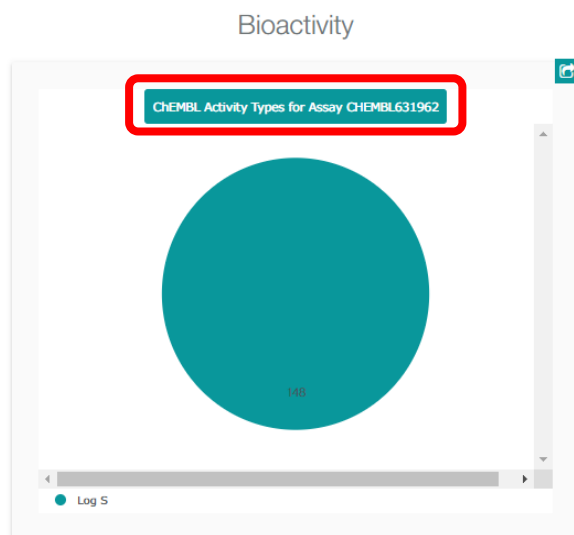 Bioactivity
ChEMBL Activity Types for Assay CHEMBL631962
148
Log S